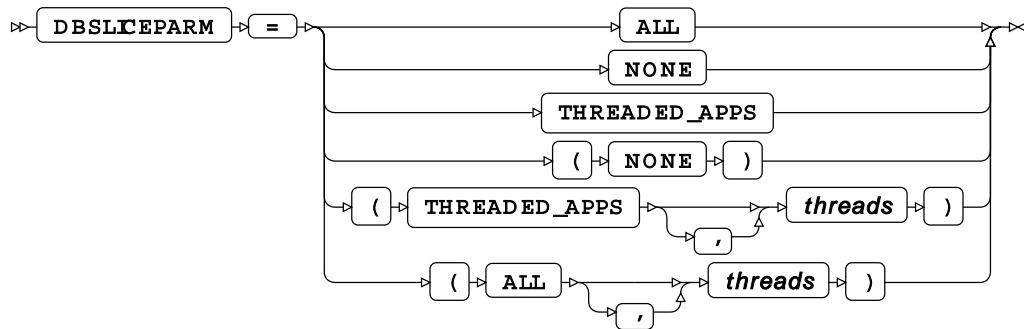 DBSLICEPARM = ALL
NONE
THREADED_APPS
( NONE )
( THREADED_APPS , threads )
( ALL , threads )